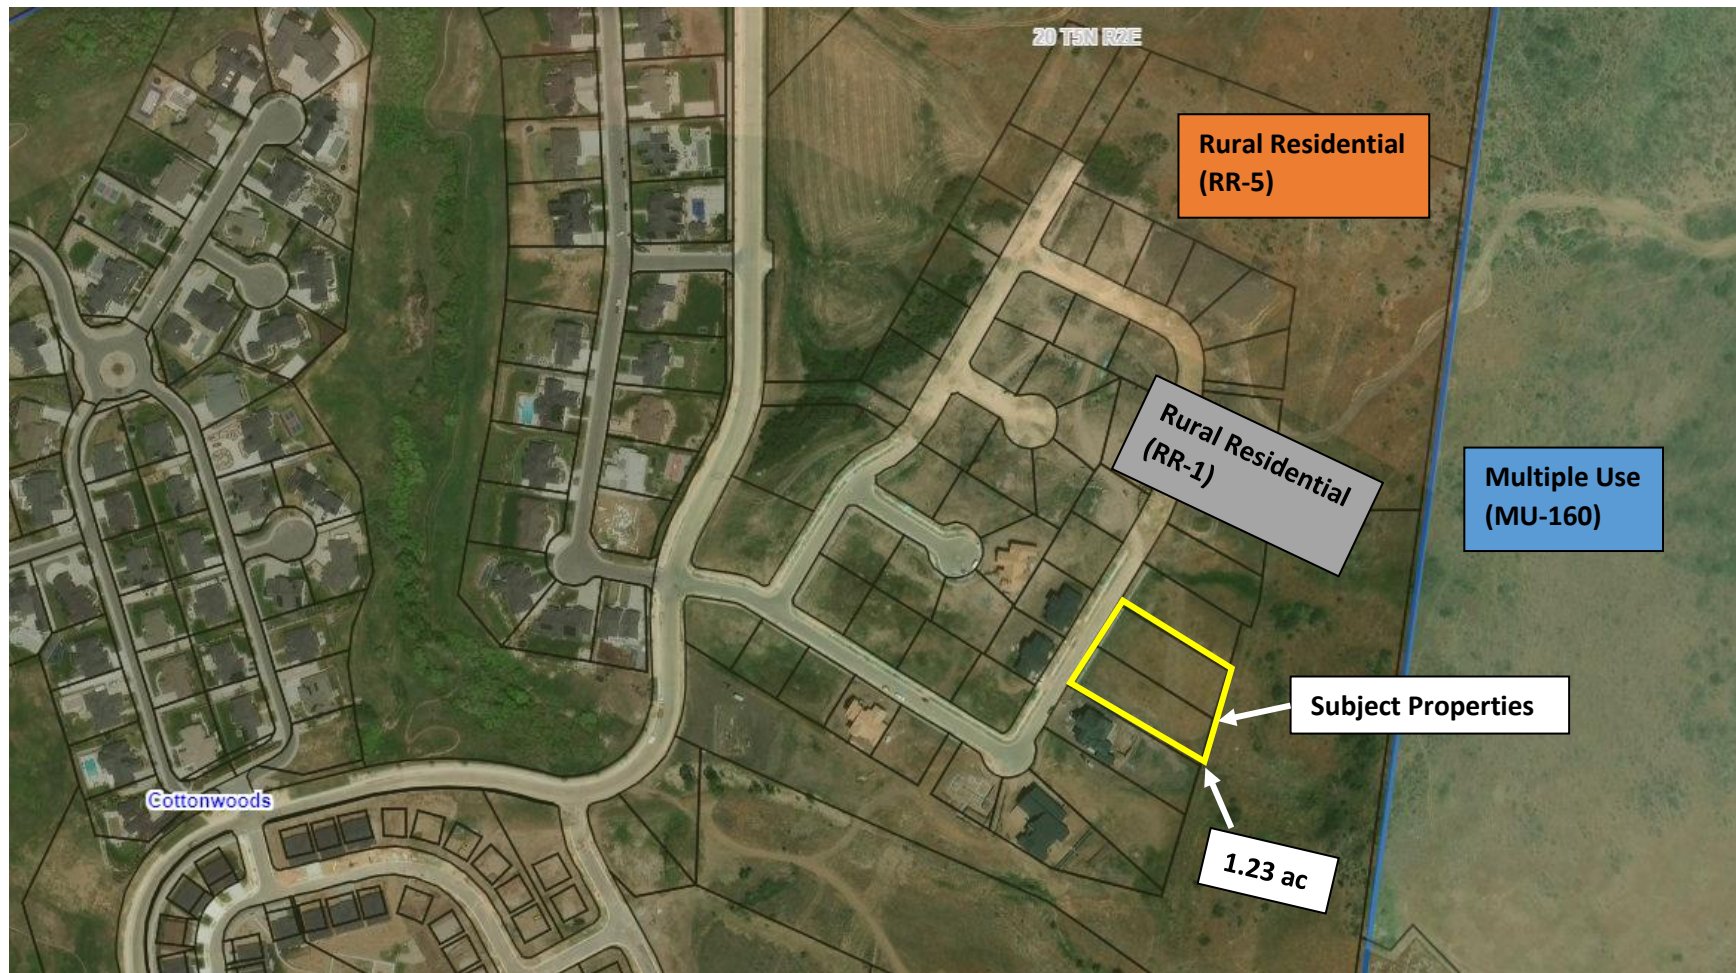 20 T5N R2E
Rural Residential
(RR-5)
Rural Residential
(RR-1)
Multiple Use
(MU-160)
Subject Properties
Cottonwoods
1.23 ac